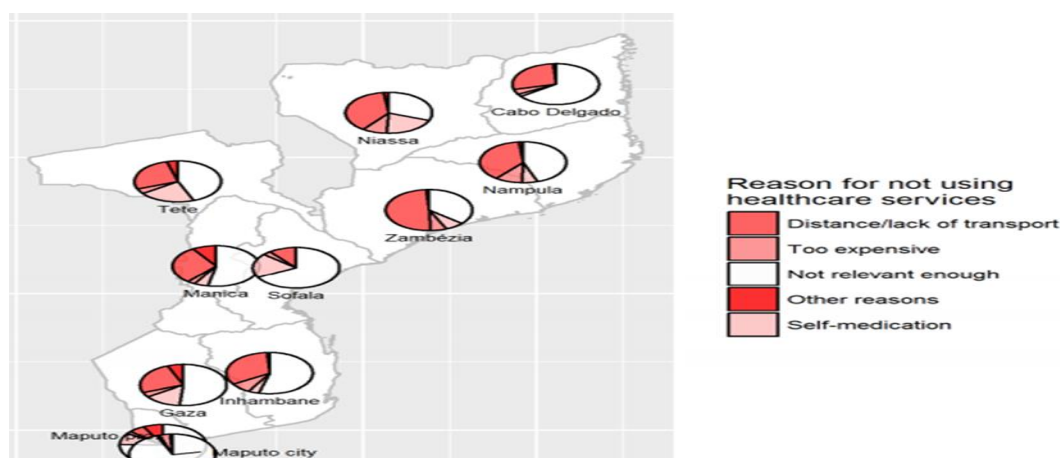 Cabo Delgado
Niassa
Nampula
Tete
Zambézia
Manica
Sofala
Inhambane
Gaza
Maputo
Maputo city
Reason for not using
healthcare services
Distance/lack of transport
Too expensive
Not relevant enough
Other reasons
Self-medication